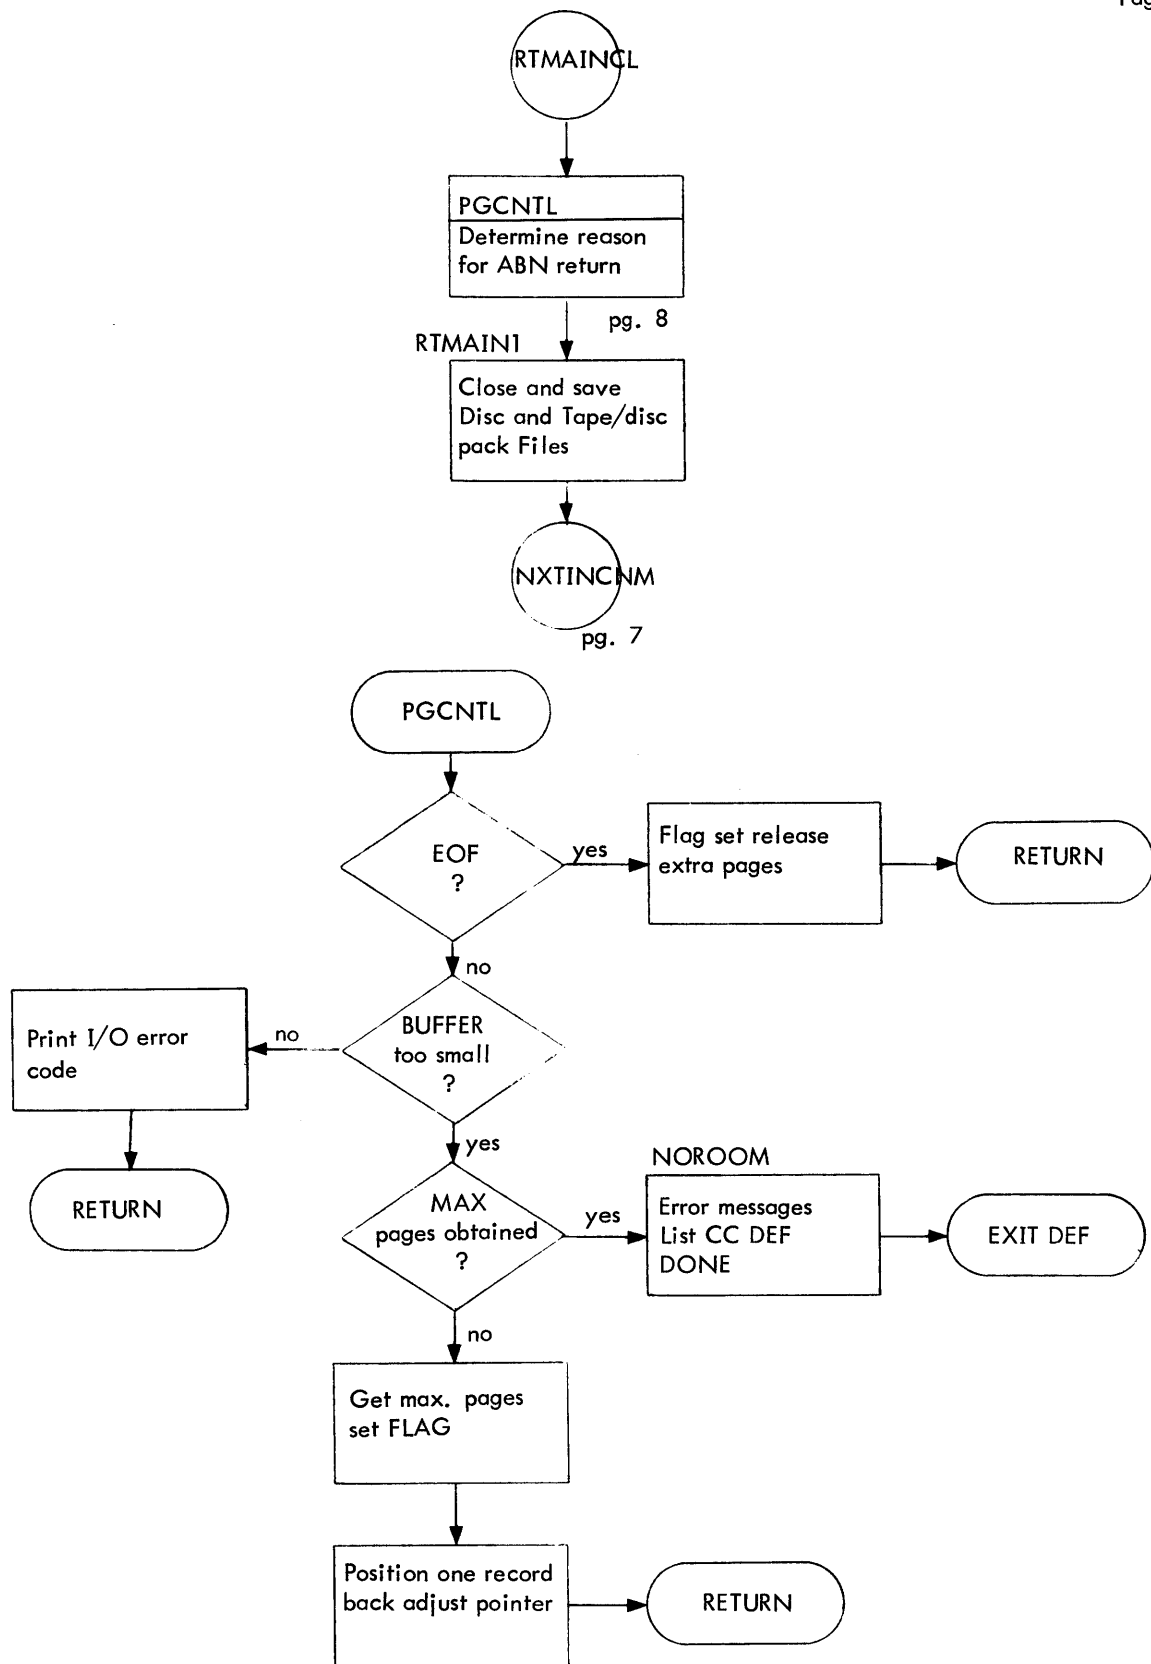 Pag
RTMAINCL
PGCNTL
Determine reason
for ABN return
pg. 8
RTMAIN1
Close and save
Disc and Tape/disc
pack Files
NXTINCNM
pg. 7
PGCNTL
EOF
?
yes
Flag set release
extra pages
RETURN
no
BUFFER
too small
?
no
Print I/O error
code
RETURN
yes
MAX
pages obtained
?
yes
NOROOM
Error messages
List CC DEF
DONE
EXIT DEF
no
Get max. pages
set FLAG
Position one record
back adjust pointer
RETURN